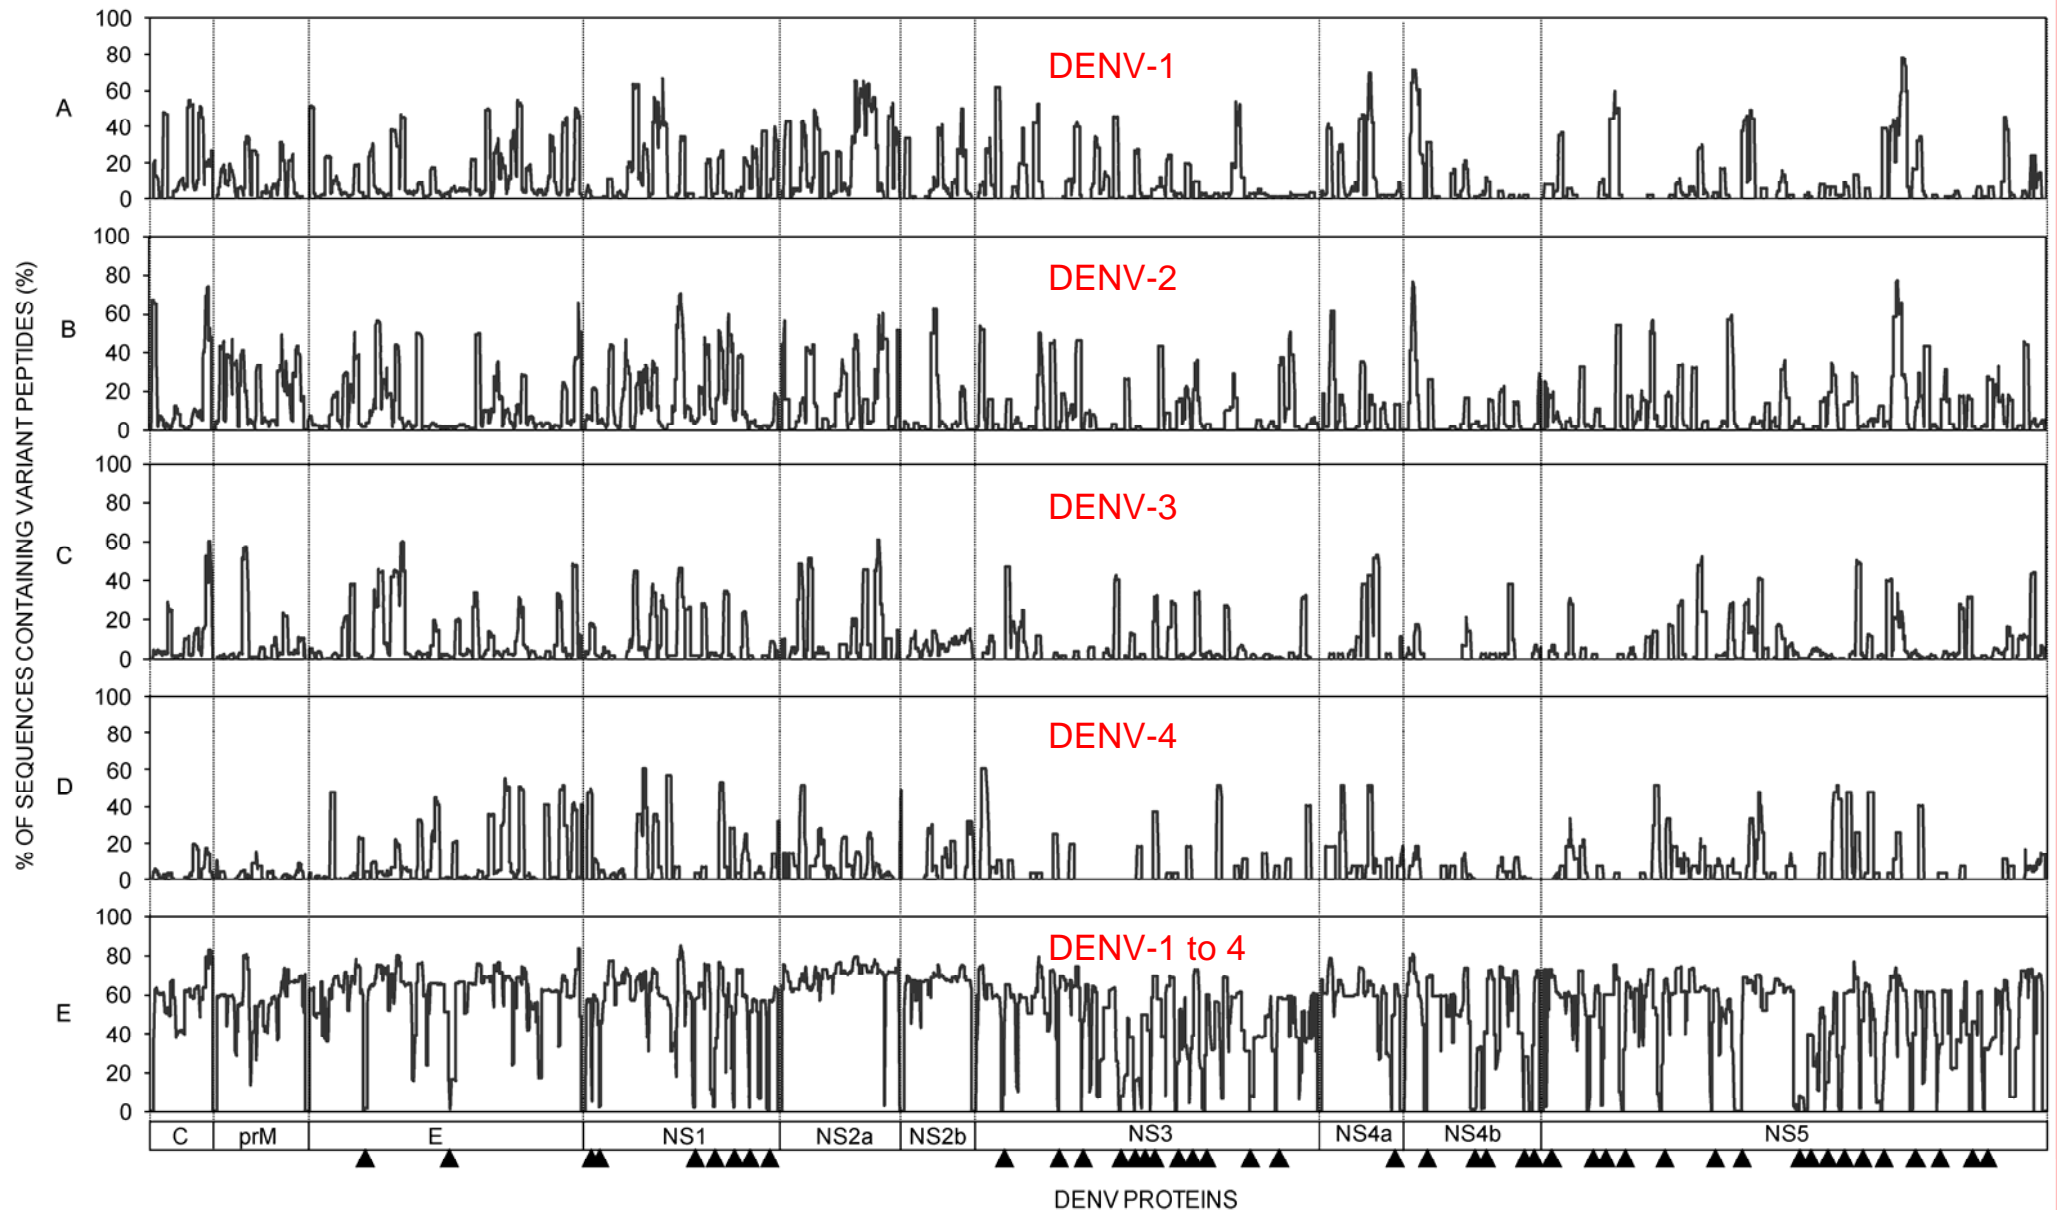 % OF SEQUENCES CONTAINING VARIANT PEPTIDES (%)
A
100
80
60
40
20
0
DENV-1
B
100
80
60
40
20
0
DENV-2
C
100
80
60
40
20
0
DENV-3
D
100
80
60
40
20
0
DENV-4
E
100
80
60
40
20
0
DENV-1 to 4
C prM E NS1 NS2a NS2b NS3 NS4a NS4b NS5
DENV PROTEINS